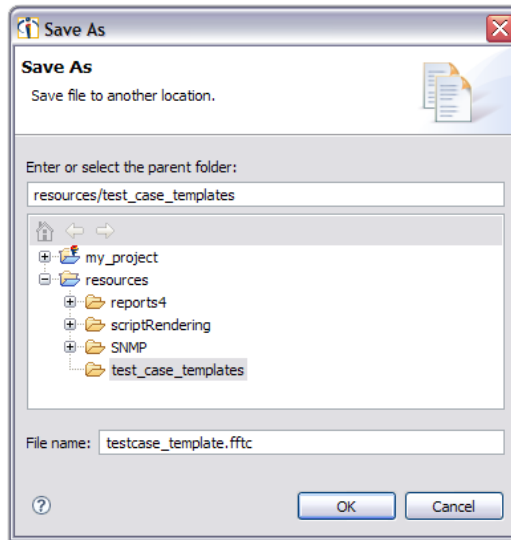 Save As
Save As
Save file to another location.
Enter or select the parent folder:
resources/test_case_templates
my_project
resources
reports4
scriptRendering
SNMP
test_case_templates
File name: testcase_template.fftc
? OK Cancel